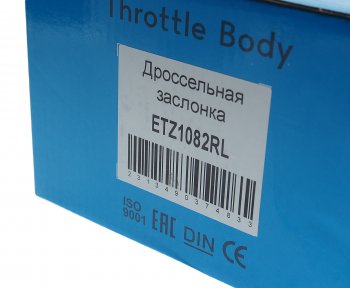 Throttle Body
Дроссельная
заслонка
ETZ1082RL
ISO
9001 EAC DIN CE